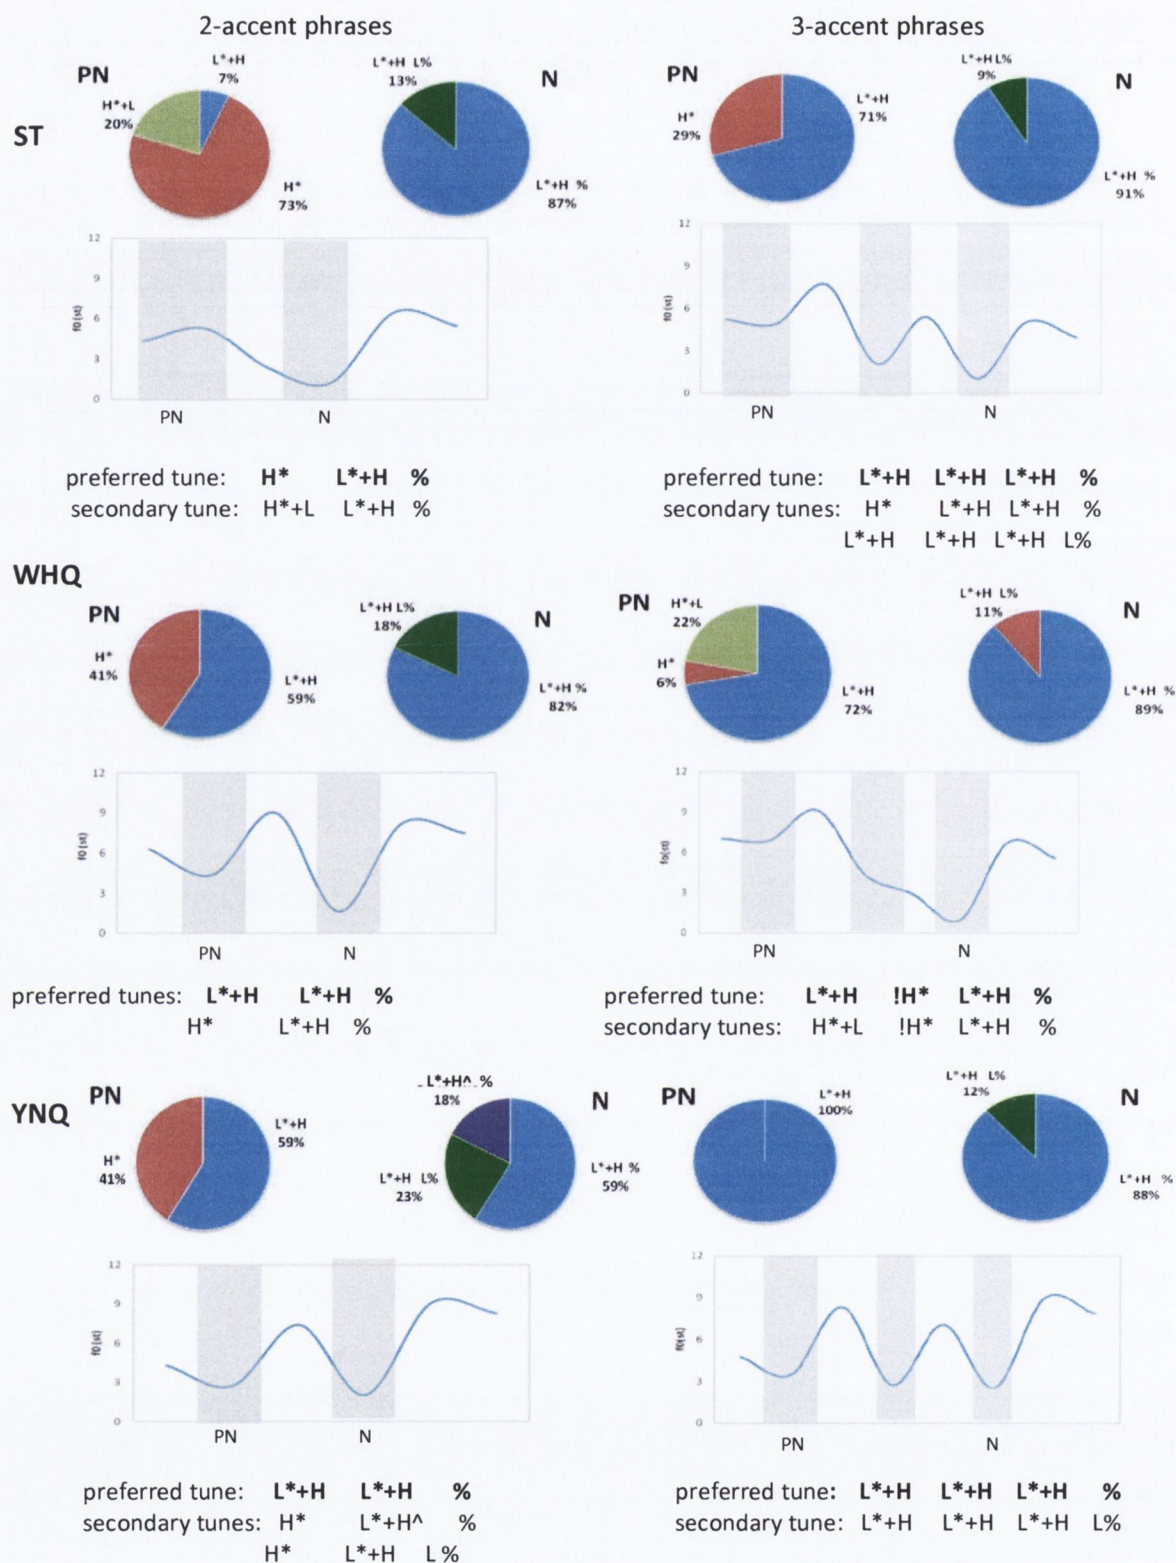 2-accent phrases
3-accent phrases
ST
PN
L*+H
7%
H*+L
20%
H*
73%
L*+H L%
13%
N
L*+H %
87%
PN
H*
29%
L*+H
71%
L*+H L%
9%
N
L*+H %
91%
12
9
6
3
0
f0(st)
PN
N
12
9
6
3
0
f0(st)
PN
N
preferred tune: H* L*+H %
secondary tune: H*+L L*+H %
preferred tune: L*+H L*+H L*+H %
secondary tunes: H* L*+H L*+H %
L*+H L*+H L*+H L%
WHQ
PN
H*
41%
L*+H
59%
L*+H L%
18%
N
L*+H %
82%
PN
H*+L
22%
H*
6%
L*+H
72%
L*+H L%
11%
N
L*+H %
89%
12
9
6
3
0
f0(st)
PN
N
12
9
6
3
0
fo(st)
PN
N
preferred tunes: L*+H L*+H %
H* L*+H %
preferred tune: L*+H !H* L*+H %
secondary tunes: H*+L !H* L*+H %
YNQ
PN
H*
41%
L*+H
59%
L*+H^ %
18%
L*+H L%
23%
N
L*+H %
59%
PN
L*+H
100%
L*+H L%
12%
N
L*+H %
88%
12
9
6
3
0
f0(st)
PN
N
12
9
6
3
0
f0(st)
PN
N
preferred tune: L*+H L*+H %
secondary tunes: H* L*+H^ %
H* L*+H L%
preferred tune: L*+H L*+H L*+H %
secondary tune: L*+H L*+H L*+H L%